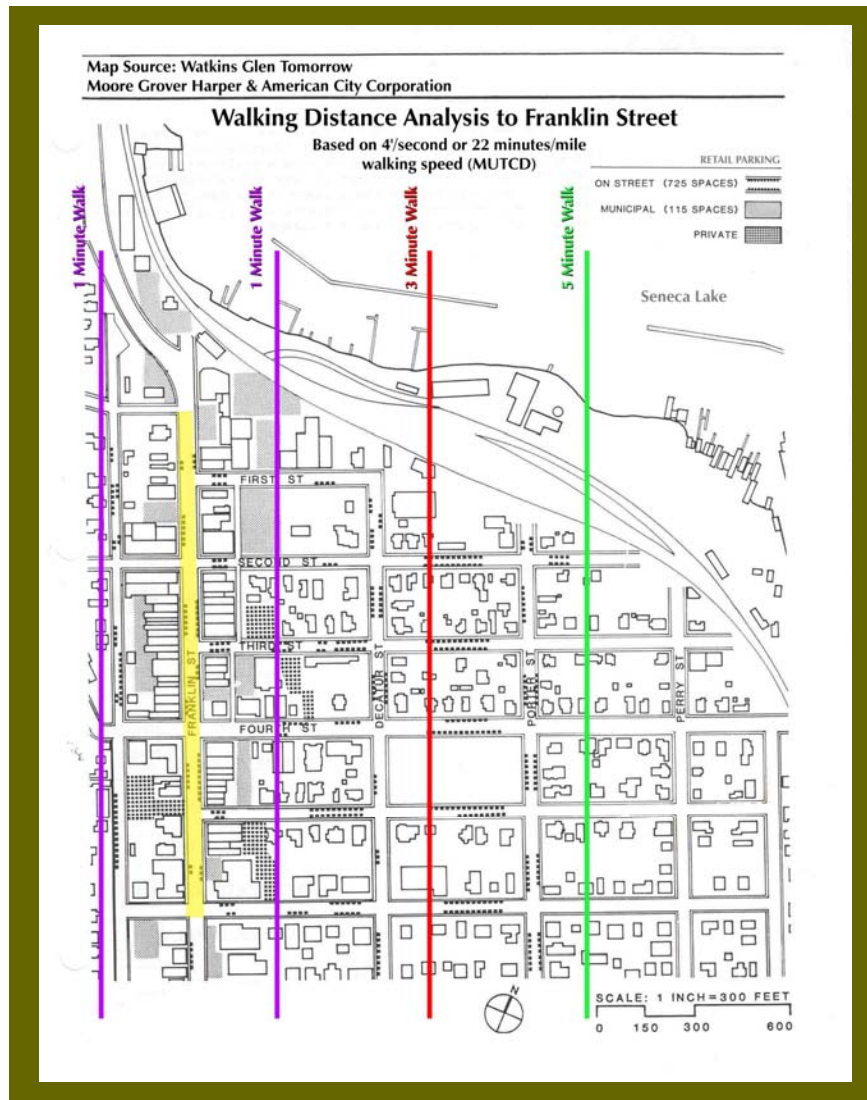 Map Source: Watkins Glen Tomorrow
Moore Grover Harper & American City Corporation
Walking Distance Analysis to Franklin Street
Based on 4'/second or 22 minutes/mile
walking speed (MUTCD)
RETAIL PARKING
ON STREET (725 SPACES)
MUNICIPAL (115 SPACES)
PRIVATE
1 Minute Walk
1 Minute Walk
3 Minute Walk
5 Minute Walk
Seneca Lake
FIRST ST
SECOND ST
THIRD ST
FRANKLIN ST
DECATUR ST
PORTER ST
PERRY ST
FOURTH ST
N
SCALE: 1 INCH=300 FEET
0 150 300 600